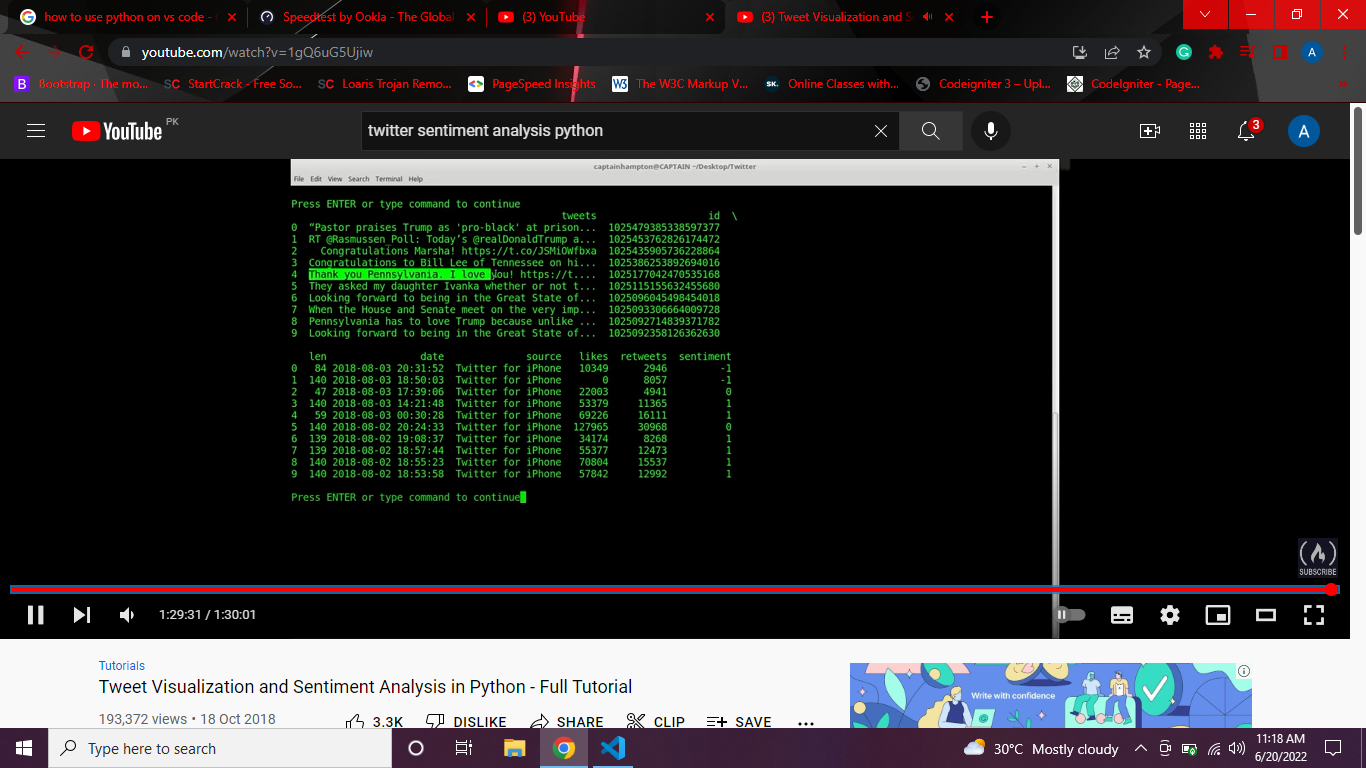 how to use python on vs code -
Speedtest by Ookla - The Global
(3) YouTube
(3) Tweet Visualization and S
youtube.com/watch?v=1gQ6uG5Ujiw
A
B Bootstrap · The mo...
SC StartCrack - Free So...
SC Loaris Trojan Remo...
PageSpeed Insights
W3 The W3C Markup V...
SK. Online Classes with...
Codeigniter 3 – Upl...
CodeIgniter - Page...
YouTube PK
twitter sentiment analysis python
3
A
captainhampton@CAPTAIN ~/Desktop/Twitter
File Edit View Search Terminal Help
Press ENTER or type command to continue
tweets id \
0 “Pastor praises Trump as 'pro-black' at prison... 1025479385338597377
1 RT @Rasmussen_Poll: Today’s @realDonaldTrump a... 1025453762826174472
2 Congratulations Marsha! https://t.co/JSMiOWfbxa 1025435905736228864
3 Congratulations to Bill Lee of Tennessee on hi... 1025386253892694016
4 Thank you Pennsylvania. I love you! https://t.... 1025177042470535168
5 They asked my daughter Ivanka whether or not t... 1025115155632455680
6 Looking forward to being in the Great State of... 1025096045498454018
7 When the House and Senate meet on the very imp... 1025093306664009728
8 Pennsylvania has to love Trump because unlike ... 1025092714839371782
9 Looking forward to being in the Great State of... 1025092358126362630
len date source likes retweets sentiment
0 84 2018-08-03 20:31:52 Twitter for iPhone 10349 2946 -1
1 140 2018-08-03 18:50:03 Twitter for iPhone 0 8057 -1
2 47 2018-08-03 17:39:06 Twitter for iPhone 22003 4941 0
3 140 2018-08-03 14:21:48 Twitter for iPhone 53379 11365 1
4 59 2018-08-03 00:30:28 Twitter for iPhone 69226 16111 1
5 140 2018-08-02 20:24:33 Twitter for iPhone 127965 30968 0
6 139 2018-08-02 19:08:37 Twitter for iPhone 34174 8268 1
7 139 2018-08-02 18:57:44 Twitter for iPhone 55377 12473 1
8 140 2018-08-02 18:55:23 Twitter for iPhone 70804 15537 1
9 140 2018-08-02 18:53:58 Twitter for iPhone 57842 12992 1
Press ENTER or type command to continue
SUBSCRIBE
1:29:31 / 1:30:01
Tutorials
Tweet Visualization and Sentiment Analysis in Python - Full Tutorial
193,372 views • 18 Oct 2018
3.3K
DISLIKE
SHARE
CLIP
SAVE
Write with confidence
Type here to search
30°C Mostly cloudy
11:18 AM
6/20/2022